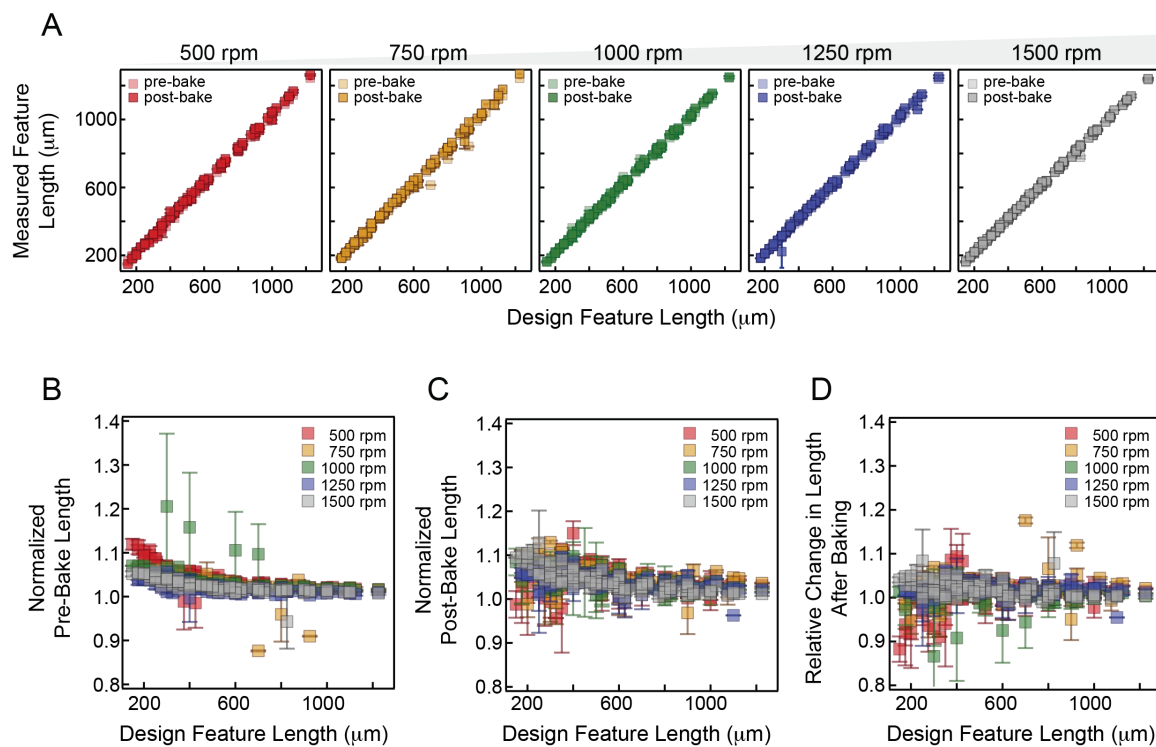 A
500 rpm 750 rpm 1000 rpm 1250 rpm 1500 rpm
pre-bake pre-bake pre-bake pre-bake pre-bake
post-bake post-bake post-bake post-bake post-bake
Measured Feature
Length (μm)
1000
600
200
200 600 1000 200 600 1000 200 600 1000 200 600 1000 200 600 1000
Design Feature Length (μm)
B
Normalized
Pre-Bake Length
1.4
1.3
1.2
1.1
1.0
0.9
0.8
500 rpm
750 rpm
1000 rpm
1250 rpm
1500 rpm
200 600 1000
Design Feature Length (μm)
C
Normalized
Post-Bake Length
1.4
1.3
1.2
1.1
1.0
0.9
0.8
500 rpm
750 rpm
1000 rpm
1250 rpm
1500 rpm
200 600 1000
Design Feature Length (μm)
D
Relative Change in Length
After Baking
1.4
1.3
1.2
1.1
1.0
0.9
0.8
500 rpm
750 rpm
1000 rpm
1250 rpm
1500 rpm
200 600 1000
Design Feature Length (μm)